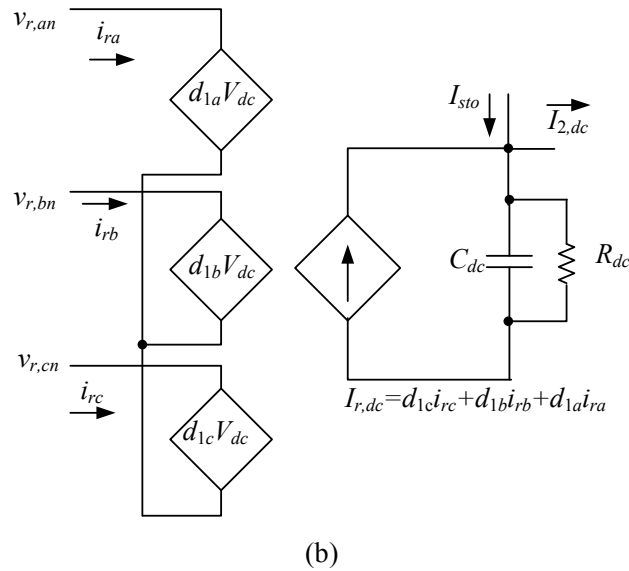 v_{r,an}
i_{ra}
d_{1a}V_{dc}
I_{sto}
I_{2,dc}
v_{r,bn}
i_{rb}
d_{1b}V_{dc}
C_{dc}
R_{dc}
v_{r,cn}
i_{rc}
I_{r,dc}=d_{1c}i_{rc}+d_{1b}i_{rb}+d_{1a}i_{ra}
d_{1c}V_{dc}
(b)